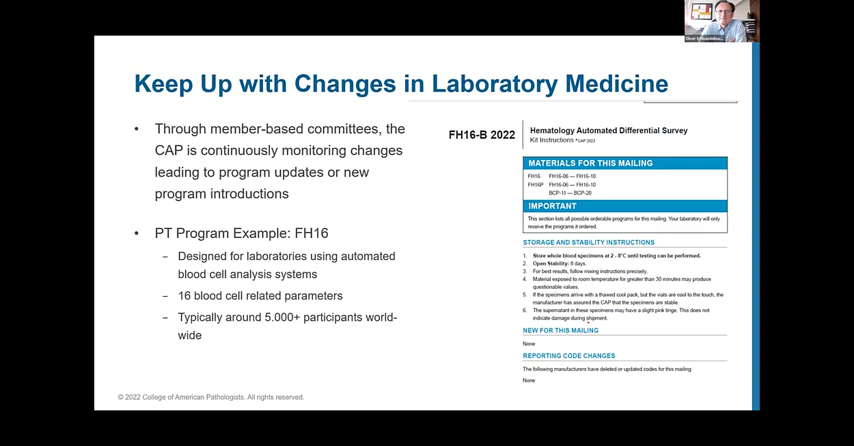 Keep Up with Changes in Laboratory Medicine
• Through member-based committees, the
CAP is continuously monitoring changes
leading to program updates or new
program introductions
• PT Program Example: FH16
– Designed for laboratories using automated
blood cell analysis systems
– 16 blood cell related parameters
– Typically around 5.000+ participants world-
wide
FH16-B 2022
Hematology Automated Differential Survey
Kit Instructions ©CAP 2022
MATERIALS FOR THIS MAILING
FH16 FH16-06 — FH16-10
FH16P FH16-06 — FH16-10
BCP-11 — BCP-20
IMPORTANT
This section lists all possible orderable programs for this mailing. Your laboratory will only
receive the programs it ordered.
STORAGE AND STABILITY INSTRUCTIONS
1. Store whole blood specimens at 2 - 8°C until testing can be performed.
2. Open Stability: 8 days.
3. For best results, follow mixing instructions precisely.
4. Material exposed to room temperature for greater than 30 minutes may produce
questionable values.
5. If the specimens arrive with a thawed cool pack, but the vials are cool to the touch, the
manufacturer has assured the CAP that the specimens are stable.
6. The supernatant in these specimens may have a slight pink tinge. This does not
indicate damage during shipment.
NEW FOR THIS MAILING
None
REPORTING CODE CHANGES
The following manufacturers have deleted or updated codes for this mailing:
None
© 2022 College of American Pathologists. All rights reserved.